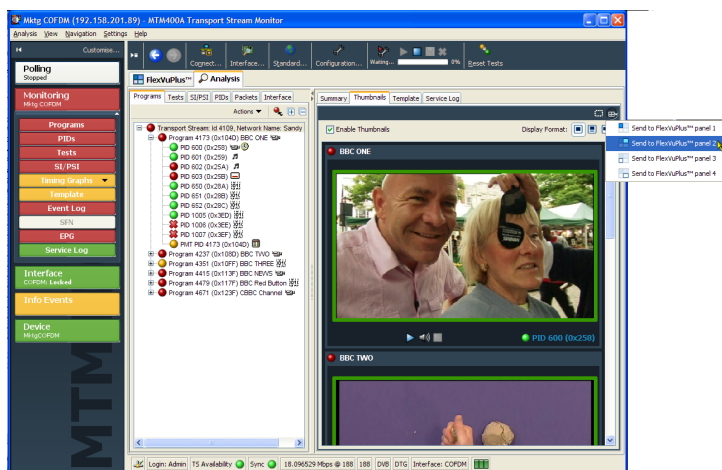 Mktg COFDM (192.158.201.89) - MTM400A Transport Stream Monitor
Analysis View Navigation Settings Help
Customise...
Connect... Interface... Standard... Configuration... Waiting... 0% Reset Tests
Polling
Stopped
FlexVuPlus™ Analysis
Monitoring
Mktg COFDM
Programs Tests SI/PSI PIDs Packets Interface
Summary Thumbnails Template Service Log
Actions
Programs
PIDs
Tests
SI/PSI
Timing Graphs
Template
Event Log
SFN
EPG
Service Log
Interface
COFDM: Locked
Info Events
Device
MktgCOFDM
MTM
Transport Stream: Id 4109, Network Name: Sandy
Program 4173 (0x104D) BBC ONE
PID 600 (0x258)
PID 601 (0x259)
PID 602 (0x25A)
PID 603 (0x25B)
PID 650 (0x28A)
PID 651 (0x28B)
PID 652 (0x28C)
PID 1005 (0x3ED)
PID 1006 (0x3EE)
PID 1007 (0x3EF)
PMT PID 4173 (0x104D)
Program 4237 (0x108D) BBC TWO
Program 4351 (0x10FF) BBC THREE
Program 4415 (0x113F) BBC NEWS
Program 4479 (0x117F) BBC Red Button
Program 4671 (0x123F) CBBC Channel
Enable Thumbnails Display Format:
Send to FlexVuPlus™ panel 1
Send to FlexVuPlus™ panel 2
Send to FlexVuPlus™ panel 3
Send to FlexVuPlus™ panel 4
BBC ONE
PID 600 (0x258)
BBC TWO
Login: Admin TS Availability Sync 18.096529 Mbps @ 188 188 DVB DTG Interface: COFDM